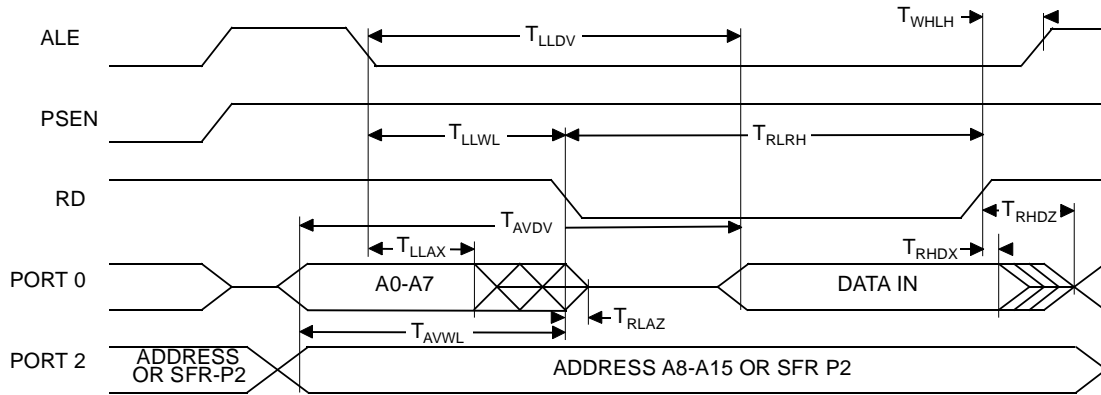 ALE
T_LLDV
T_WHLH
PSEN
T_LLWL
T_RLRH
RD
T_AVDV
T_RHDZ
T_LLAX
T_RHDX
PORT 0
A0-A7
DATA IN
T_RLAZ
T_AVWL
PORT 2
ADDRESS
OR SFR-P2
ADDRESS A8-A15 OR SFR P2